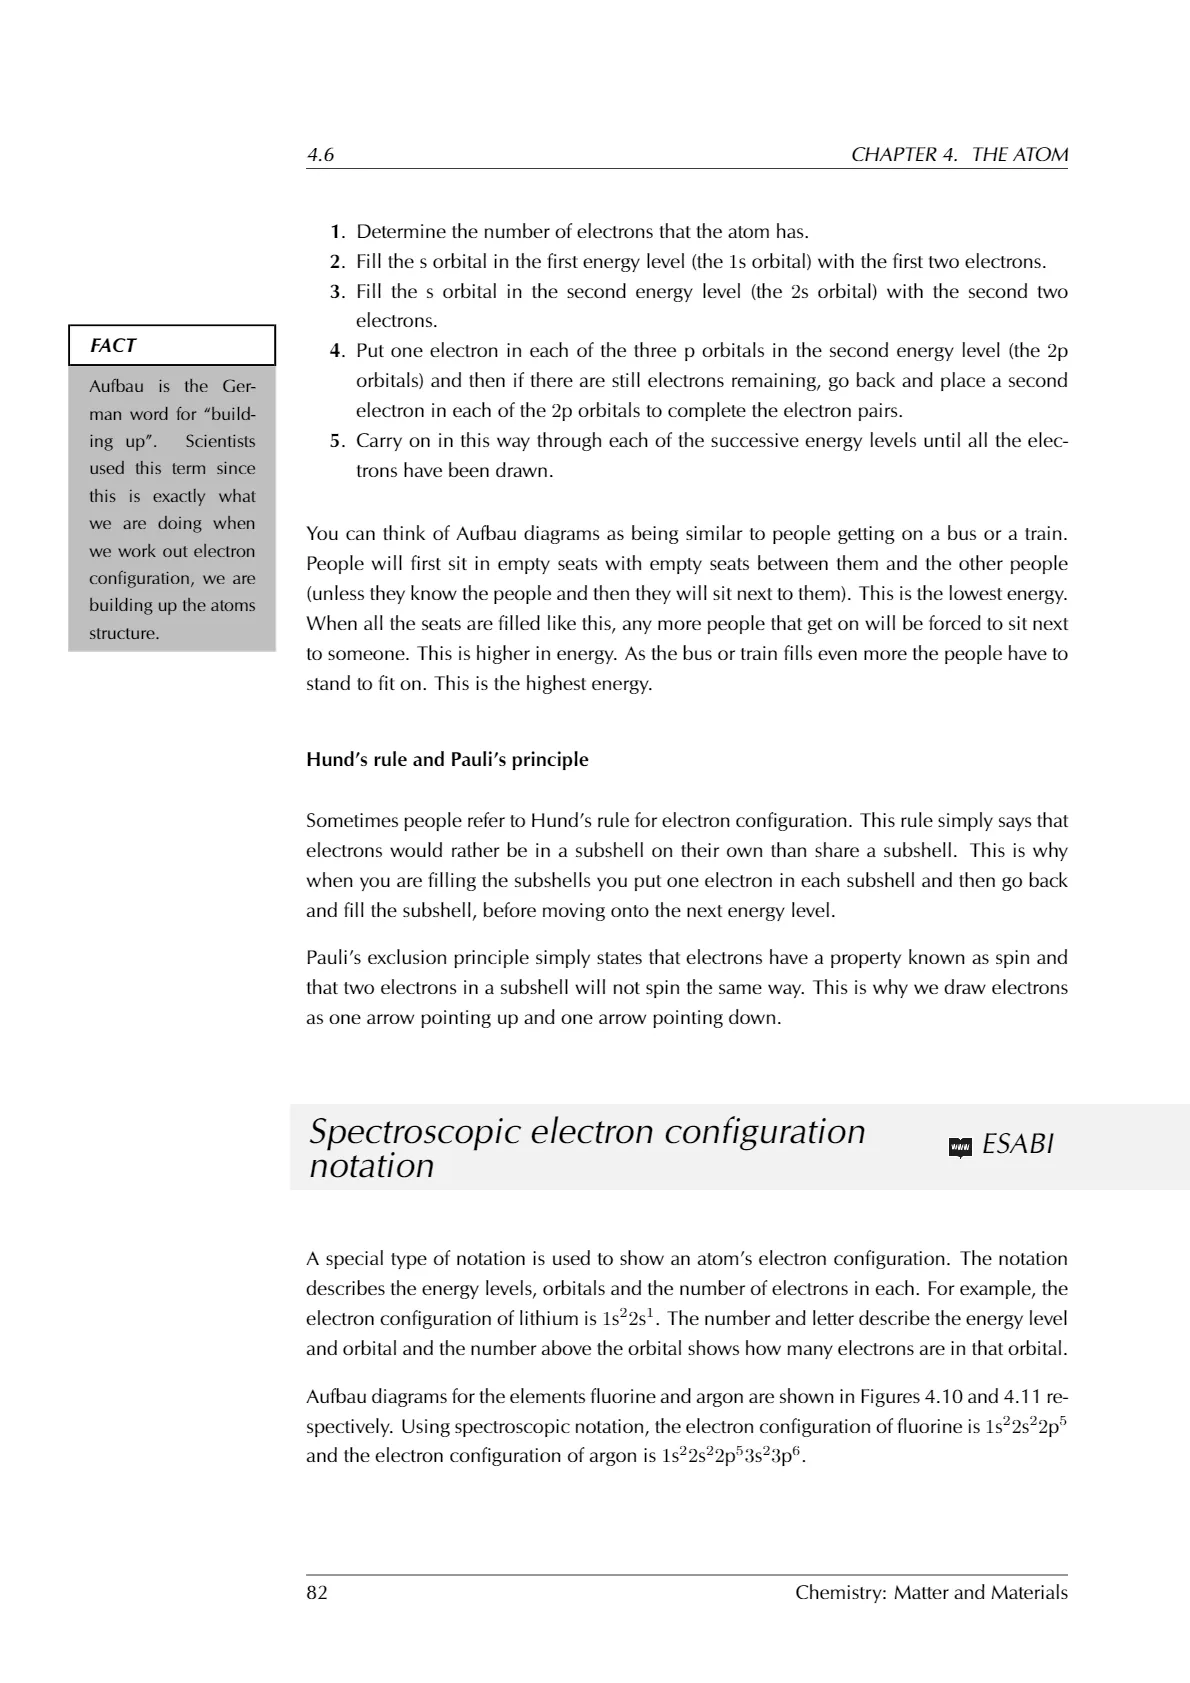 4.6 CHAPTER 4. THE ATOM
1. Determine the number of electrons that the atom has.
2. Fill the s orbital in the first energy level (the 1s orbital) with the first two electrons.
3. Fill the s orbital in the second energy level (the 2s orbital) with the second two
electrons.
4. Put one electron in each of the three p orbitals in the second energy level (the 2p
orbitals) and then if there are still electrons remaining, go back and place a second
electron in each of the 2p orbitals to complete the electron pairs.
5. Carry on in this way through each of the successive energy levels until all the elec-
trons have been drawn.
FACT
Aufbau is the Ger-
man word for “build-
ing up”. Scientists
used this term since
this is exactly what
we are doing when
we work out electron
configuration, we are
building up the atoms
structure.
You can think of Aufbau diagrams as being similar to people getting on a bus or a train.
People will first sit in empty seats with empty seats between them and the other people
(unless they know the people and then they will sit next to them). This is the lowest energy.
When all the seats are filled like this, any more people that get on will be forced to sit next
to someone. This is higher in energy. As the bus or train fills even more the people have to
stand to fit on. This is the highest energy.
Hund’s rule and Pauli’s principle
Sometimes people refer to Hund’s rule for electron configuration. This rule simply says that
electrons would rather be in a subshell on their own than share a subshell. This is why
when you are filling the subshells you put one electron in each subshell and then go back
and fill the subshell, before moving onto the next energy level.
Pauli’s exclusion principle simply states that electrons have a property known as spin and
that two electrons in a subshell will not spin the same way. This is why we draw electrons
as one arrow pointing up and one arrow pointing down.
Spectroscopic electron configuration
notation
www ESABI
A special type of notation is used to show an atom’s electron configuration. The notation
describes the energy levels, orbitals and the number of electrons in each. For example, the
electron configuration of lithium is 1s²2s¹. The number and letter describe the energy level
and orbital and the number above the orbital shows how many electrons are in that orbital.
Aufbau diagrams for the elements fluorine and argon are shown in Figures 4.10 and 4.11 re-
spectively. Using spectroscopic notation, the electron configuration of fluorine is 1s²2s²2p⁵
and the electron configuration of argon is 1s²2s²2p⁵3s²3p⁶.
82 Chemistry: Matter and Materials